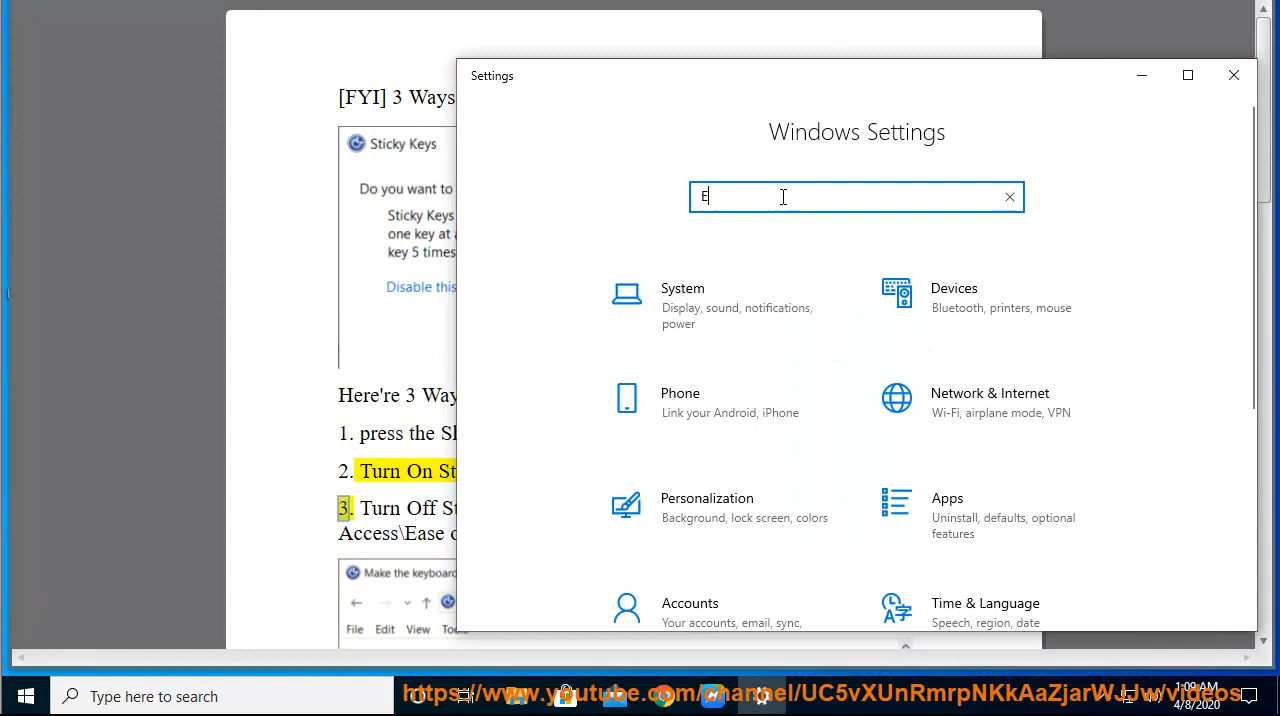 [FYI] 3 Ways
Sticky Keys
Do you want to
Sticky Keys
one key at a
key 5 times
Disable this
Here're 3 Way
1. press the Sh
2. Turn On St
3. Turn Off St
Access\Ease o
Make the keyboard
File Edit View Tools
Settings
Windows Settings
E
System
Display, sound, notifications,
power
Devices
Bluetooth, printers, mouse
Phone
Link your Android, iPhone
Network & Internet
Wi-Fi, airplane mode, VPN
Personalization
Background, lock screen, colors
Apps
Uninstall, defaults, optional
features
Accounts
Your accounts, email, sync,
Time & Language
Speech, region, date
Type here to search
https://www.youtube.com/channel/UC5vXUnRmrpNKkAaZjarWJJw/videos
1:09 AM
4/8/2020